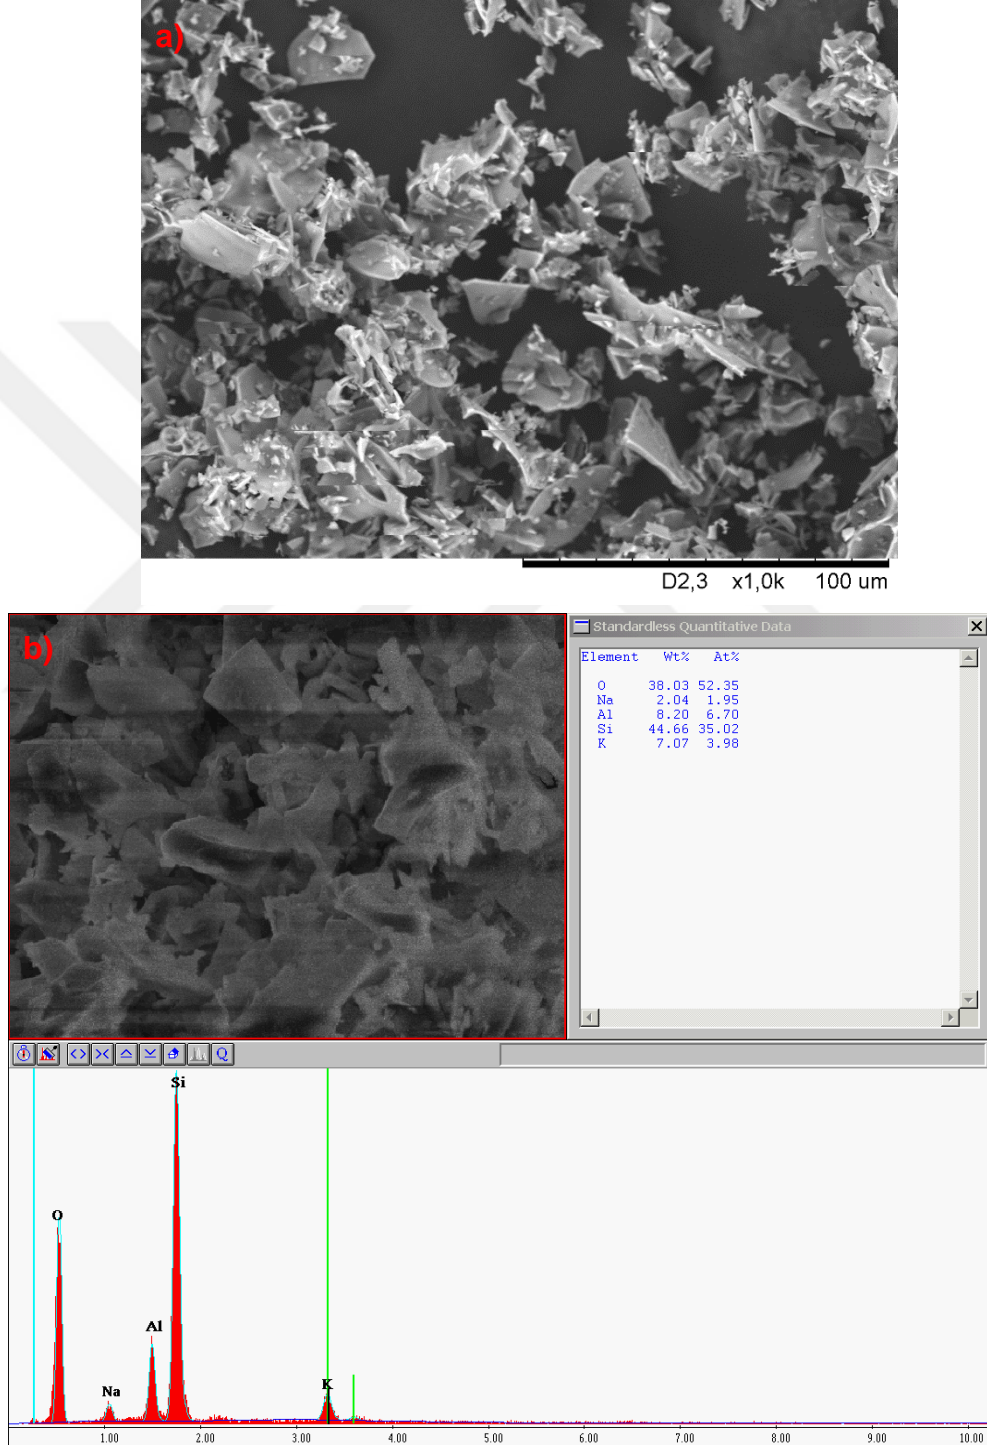 a)
D2,3 x1,0k 100 um
b)
Standardless Quantitative Data
Element Wt% At%
O 38.03 52.35
Na 2.04 1.95
Al 8.20 6.70
Si 44.66 35.02
K 7.07 3.98
Q
Si
O
Al
Na
K
1.00 2.00 3.00 4.00 5.00 6.00 7.00 8.00 9.00 10.00